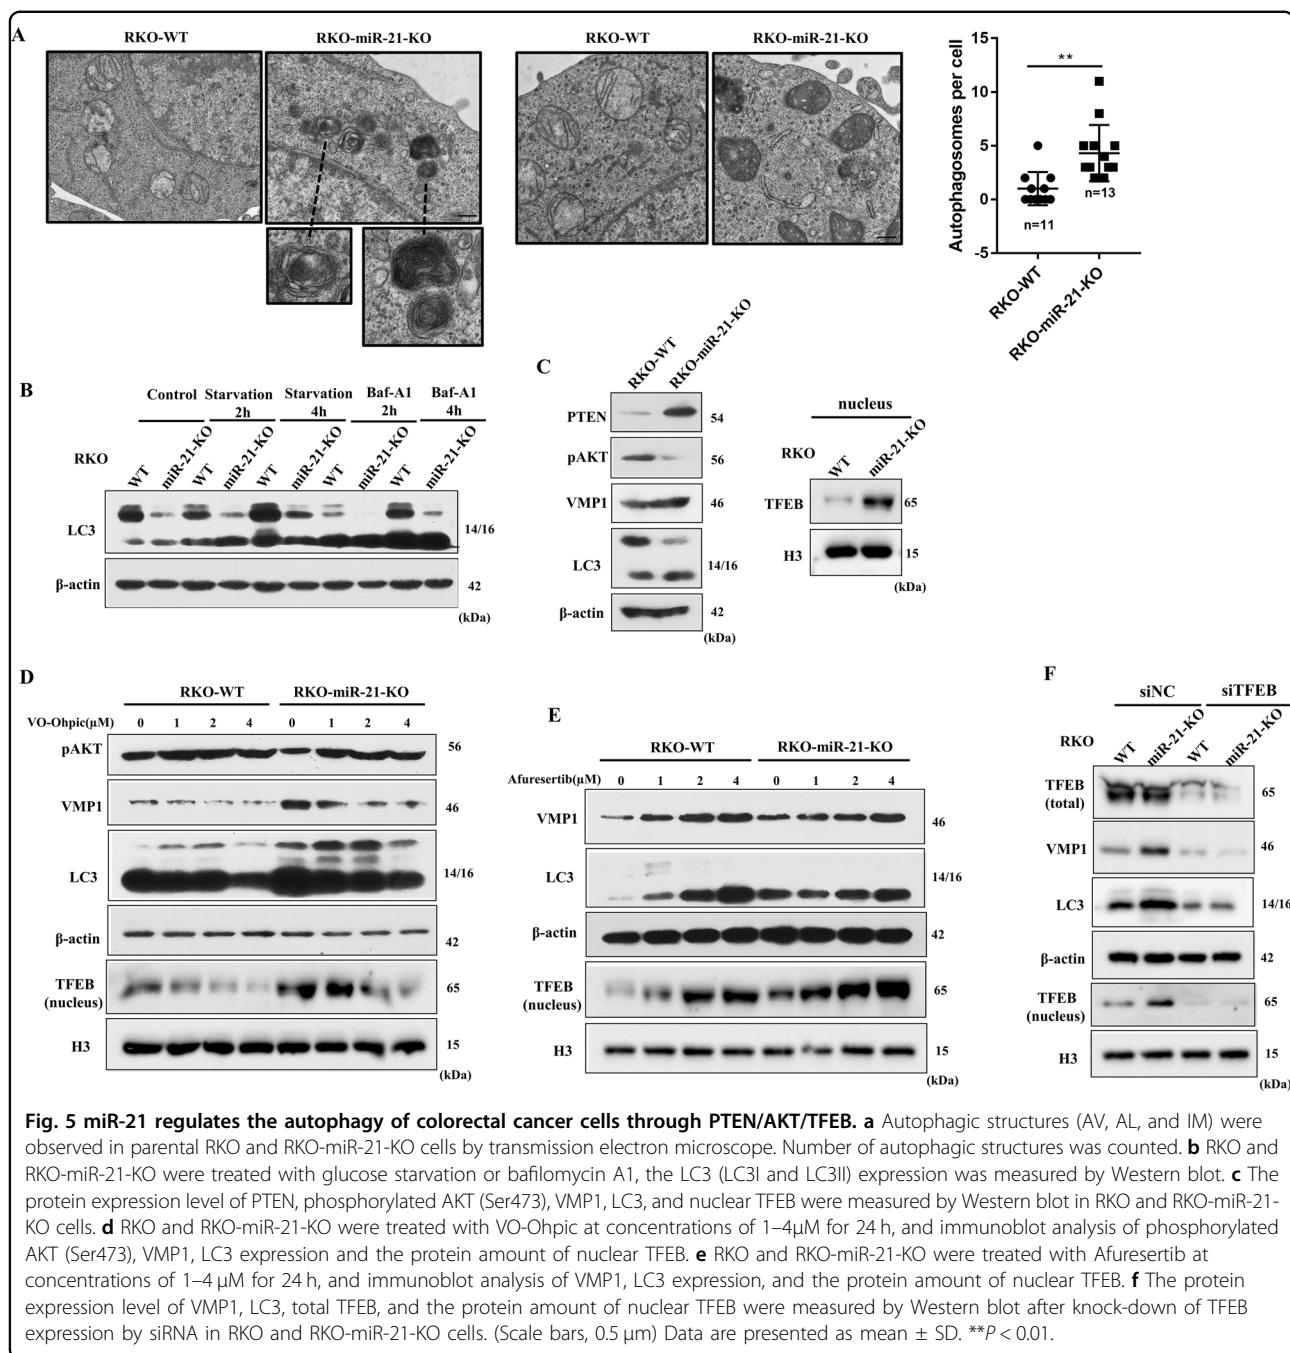 A
RKO-WT
RKO-miR-21-KO
RKO-WT
RKO-miR-21-KO
Autophagosomes per cell
15
10
5
0
-5
**
n=11
n=13
RKO-WT
RKO-miR-21-KO
B
Control Starvation 2h Starvation 4h Baf-A1 2h Baf-A1 4h
RKO
WT miR-21-KO WT miR-21-KO WT miR-21-KO WT miR-21-KO WT miR-21-KO
LC3 14/16
β-actin 42
(kDa)
C
RKO-WT RKO-miR-21-KO
PTEN 54
pAKT 56
VMP1 46
LC3 14/16
β-actin 42
(kDa)
nucleus
RKO WT miR-21-KO
TFEB 65
H3 15
(kDa)
D
RKO-WT RKO-miR-21-KO
VO-Ohpic(μM) 0 1 2 4 0 1 2 4
pAKT 56
VMP1 46
LC3 14/16
β-actin 42
TFEB (nucleus) 65
H3 15
(kDa)
E
RKO-WT RKO-miR-21-KO
Afuresertib(μM) 0 1 2 4 0 1 2 4
VMP1 46
LC3 14/16
β-actin 42
TFEB (nucleus) 65
H3 15
(kDa)
F
siNC siTFEB
RKO WT miR-21-KO WT miR-21-KO
TFEB (total) 65
VMP1 46
LC3 14/16
β-actin 42
TFEB (nucleus) 65
H3 15
(kDa)
Fig. 5 miR-21 regulates the autophagy of colorectal cancer cells through PTEN/AKT/TFEB. a Autophagic structures (AV, AL, and IM) were
observed in parental RKO and RKO-miR-21-KO cells by transmission electron microscope. Number of autophagic structures was counted. b RKO and
RKO-miR-21-KO were treated with glucose starvation or bafilomycin A1, the LC3 (LC3I and LC3II) expression was measured by Western blot. c The
protein expression level of PTEN, phosphorylated AKT (Ser473), VMP1, LC3, and nuclear TFEB were measured by Western blot in RKO and RKO-miR-21-
KO cells. d RKO and RKO-miR-21-KO were treated with VO-Ohpic at concentrations of 1–4μM for 24 h, and immunoblot analysis of phosphorylated
AKT (Ser473), VMP1, LC3 expression and the protein amount of nuclear TFEB. e RKO and RKO-miR-21-KO were treated with Afuresertib at
concentrations of 1–4 μM for 24 h, and immunoblot analysis of VMP1, LC3 expression, and the protein amount of nuclear TFEB. f The protein
expression level of VMP1, LC3, total TFEB, and the protein amount of nuclear TFEB were measured by Western blot after knock-down of TFEB
expression by siRNA in RKO and RKO-miR-21-KO cells. (Scale bars, 0.5 μm) Data are presented as mean ± SD. **P < 0.01.